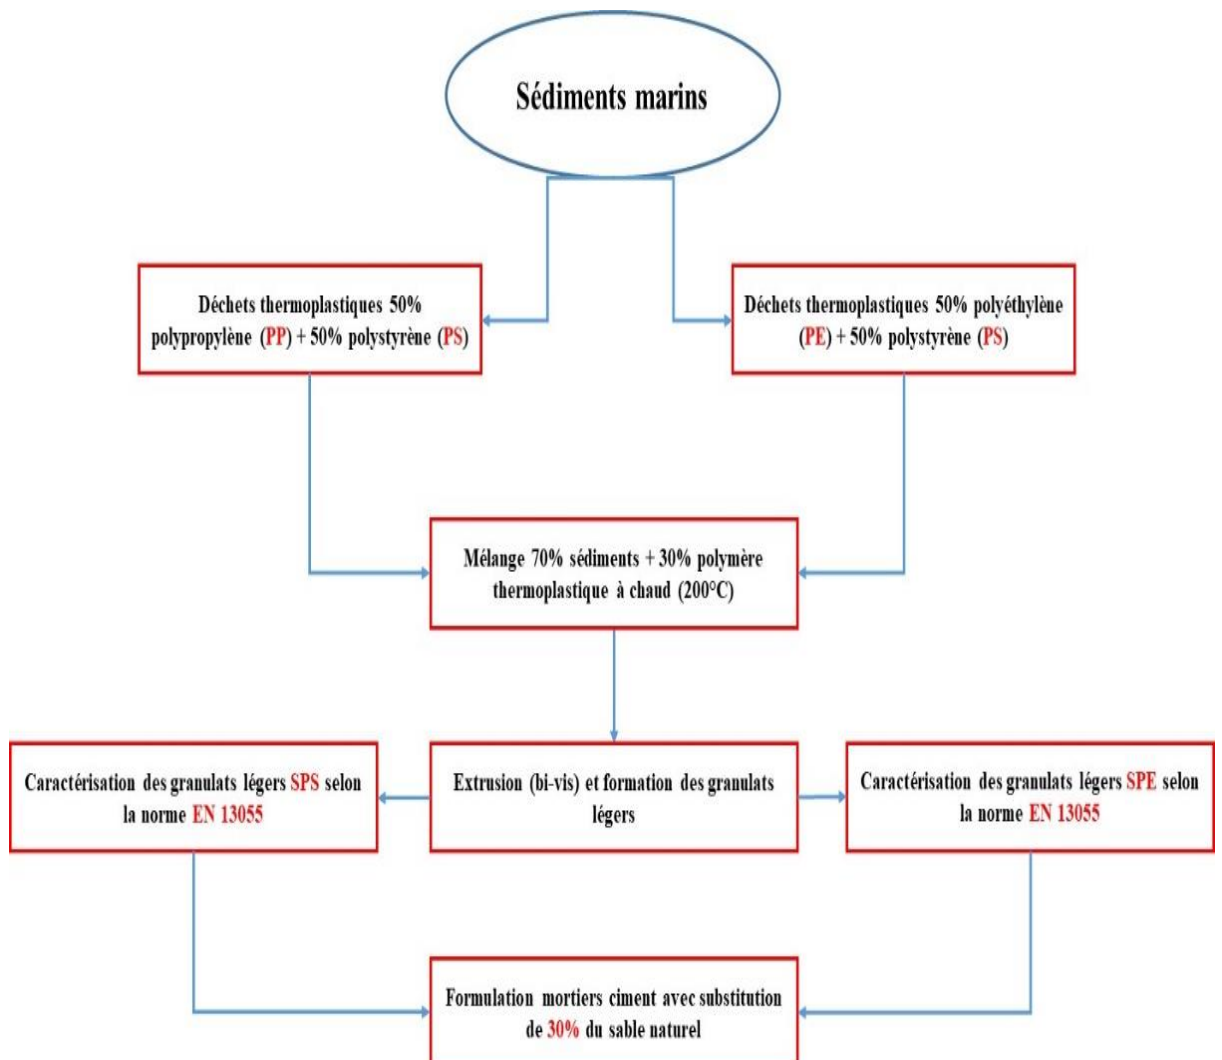 Sédiments marins
Déchets thermoplastiques 50%
polypropylène (PP) + 50% polystyrène (PS)
Déchets thermoplastiques 50% polyéthylène
(PE) + 50% polystyrène (PS)
Mélange 70% sédiments + 30% polymère
thermoplastique à chaud (200°C)
Caractérisation des granulats légers SPS selon
la norme EN 13055
Extrusion (bi-vis) et formation des granulats
légers
Caractérisation des granulats légers SPE selon
la norme EN 13055
Formulation mortiers ciment avec substitution
de 30% du sable naturel